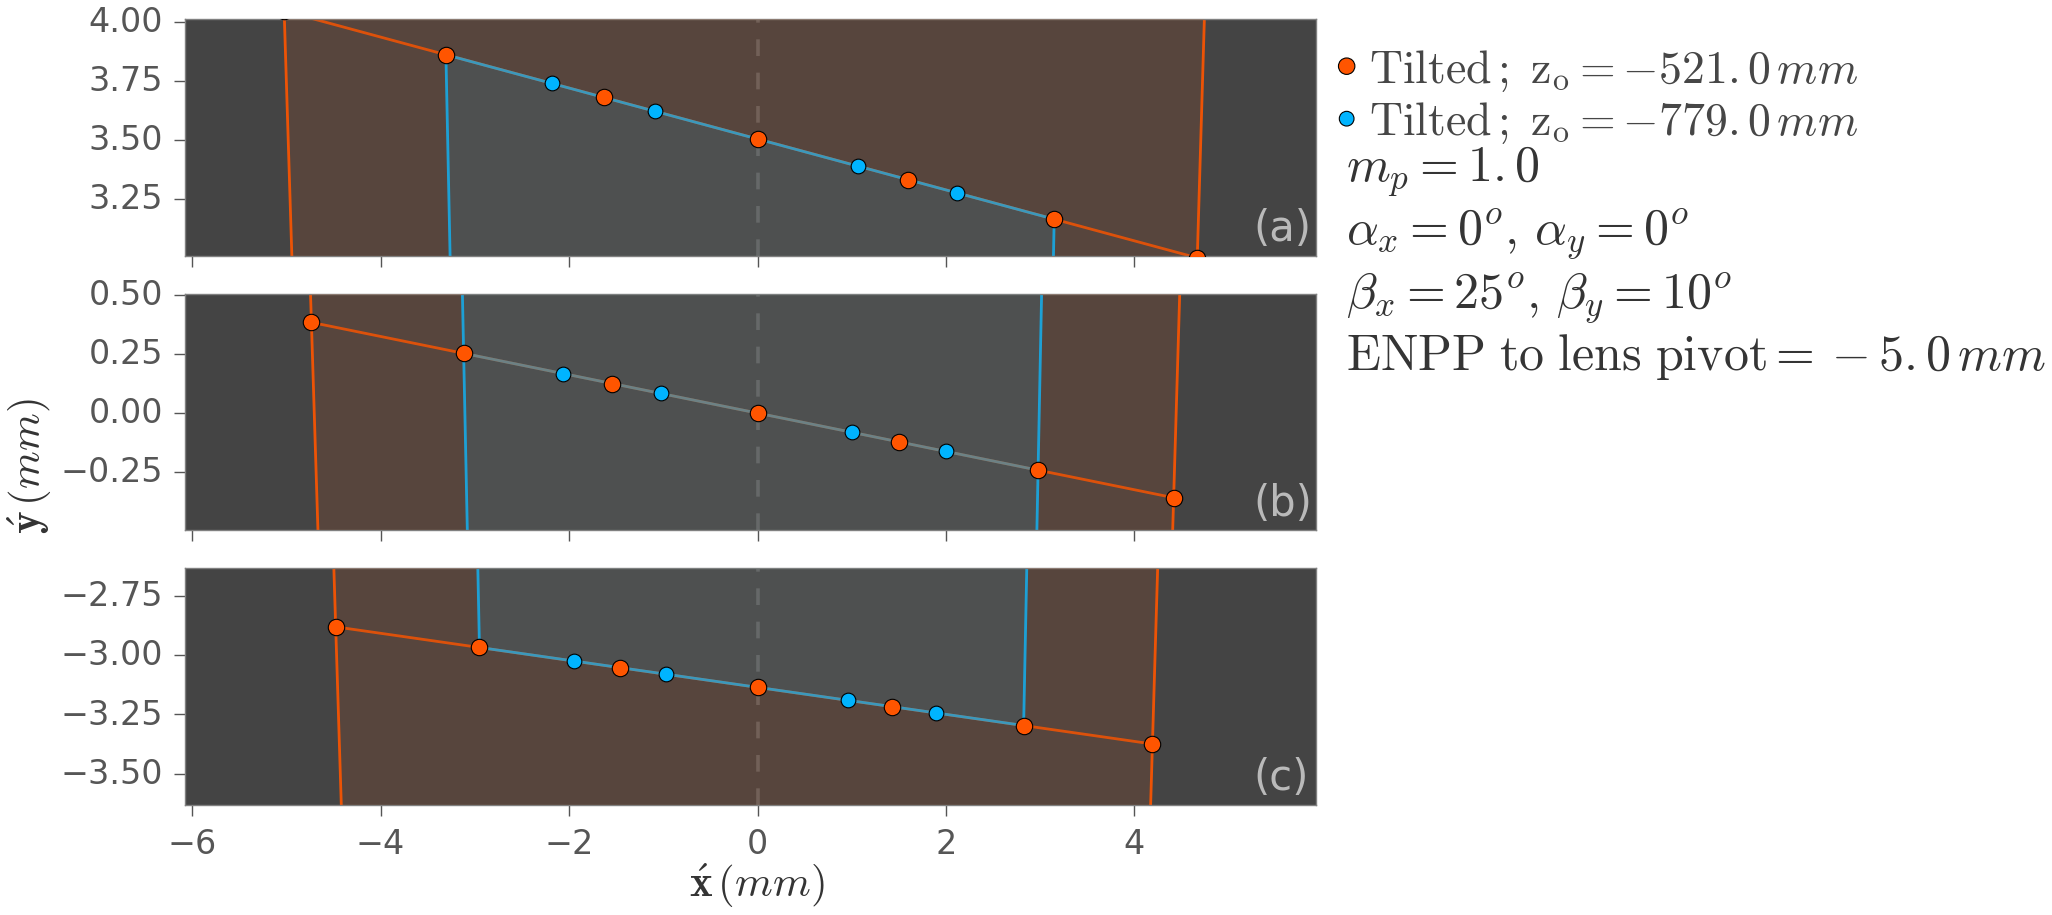 4.00
3.75
3.50
3.25
(a)
0.50
0.25
0.00
−0.25
(b)
−2.75
−3.00
−3.25
−3.50
(c)
−6 −4 −2 0 2 4
x́ (mm)
ý (mm)
Tilted; zₒ = −521.0 mm
Tilted; zₒ = −779.0 mm
mₚ = 1.0
αₓ = 0ᵒ, α_y = 0ᵒ
βₓ = 25ᵒ, β_y = 10ᵒ
ENPP to lens pivot = −5.0 mm